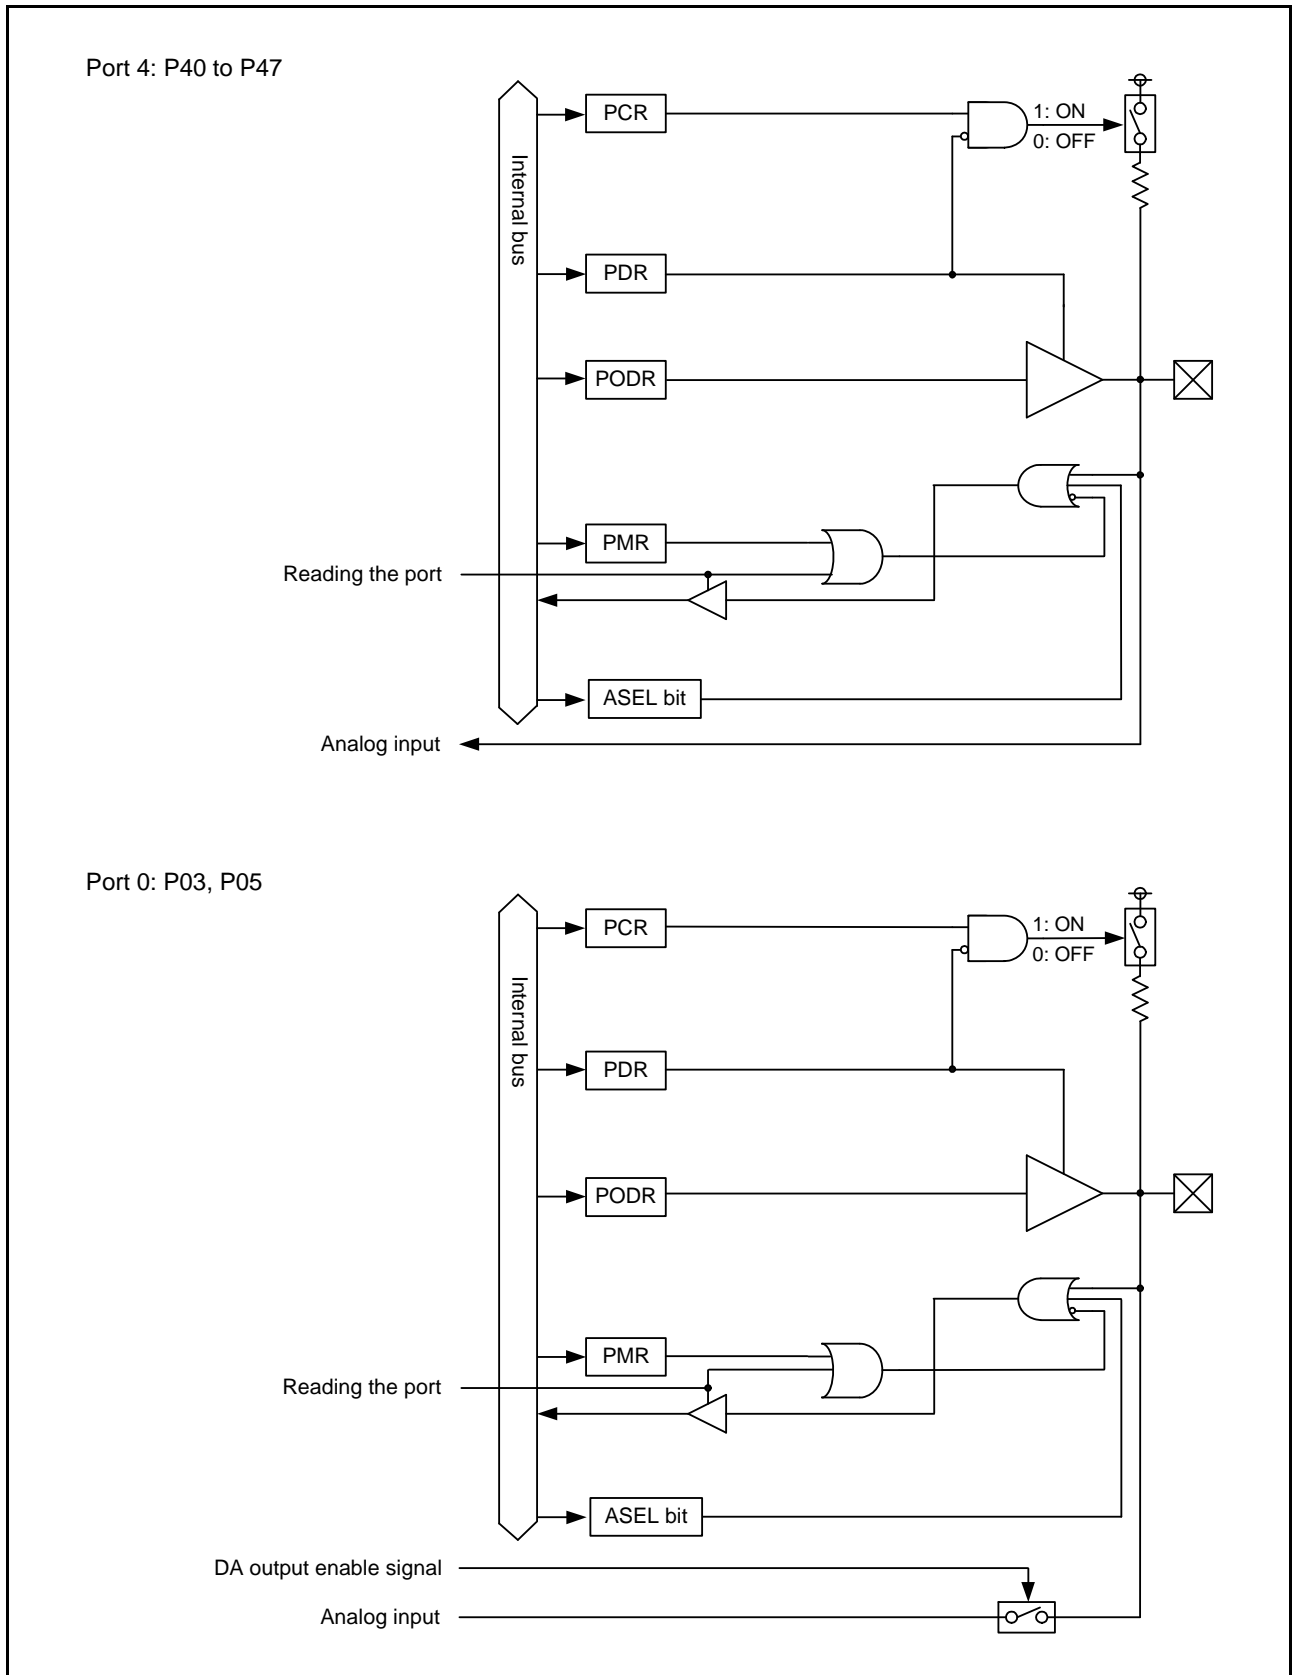 Port 4: P40 to P47
PCR
1: ON
0: OFF
Internal bus
PDR
PODR
PMR
Reading the port
ASEL bit
Analog input
Port 0: P03, P05
PCR
1: ON
0: OFF
Internal bus
PDR
PODR
PMR
Reading the port
ASEL bit
DA output enable signal
Analog input